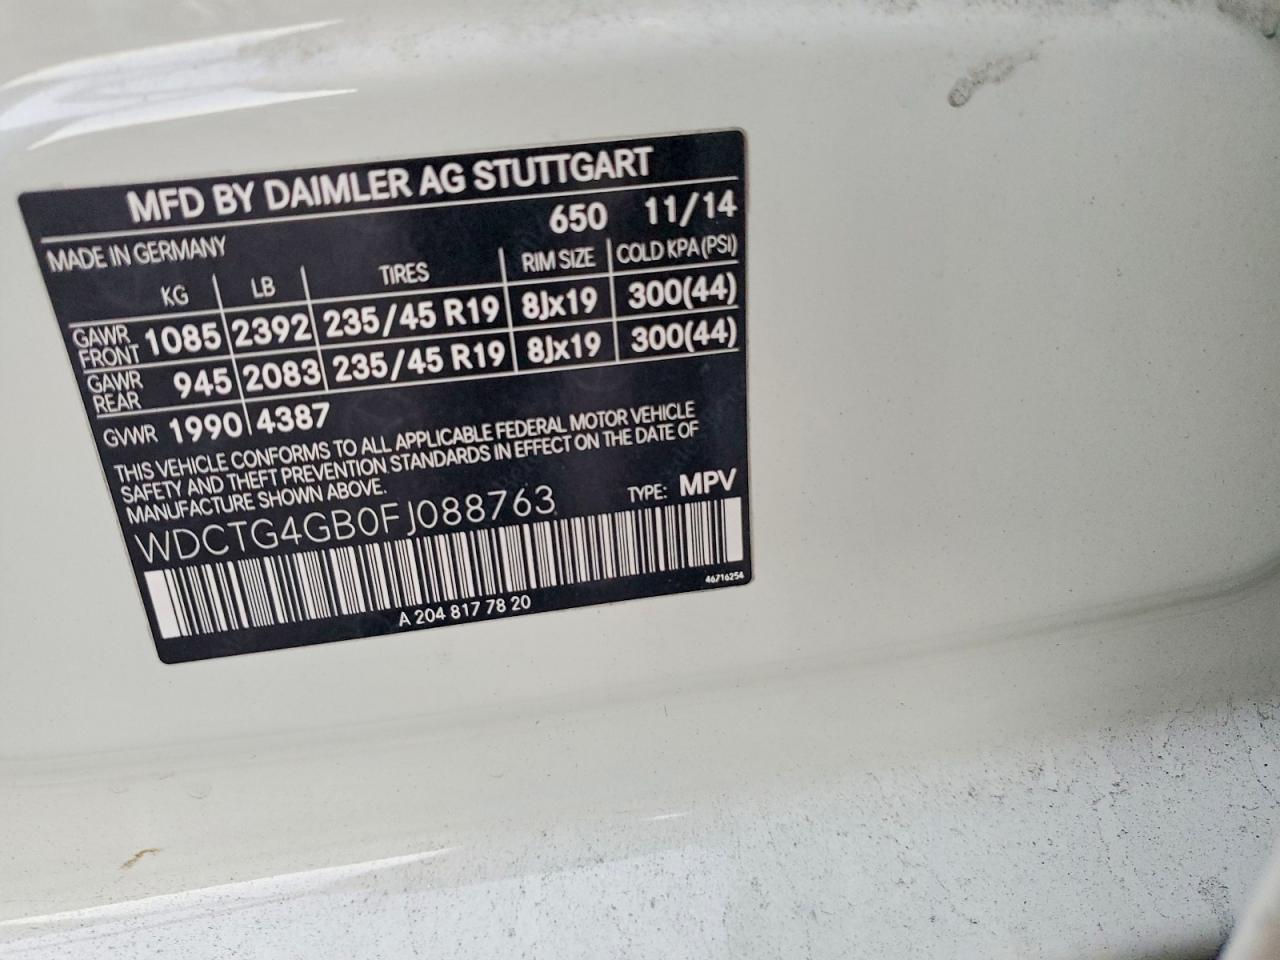 MFD BY DAIMLER AG STUTTGART
650 11/14
MADE IN GERMANY
KG LB TIRES RIM SIZE COLD KPA (PSI)
GAWR FRONT 1085 2392 235/45 R19 8Jx19 300(44)
GAWR REAR 945 2083 235/45 R19 8Jx19 300(44)
GVWR 1990 4387
THIS VEHICLE CONFORMS TO ALL APPLICABLE FEDERAL MOTOR VEHICLE
SAFETY AND THEFT PREVENTION STANDARDS IN EFFECT ON THE DATE OF
MANUFACTURE SHOWN ABOVE.
WDCTG4GB0FJ088763 TYPE: MPV
46716254
A 204 817 78 20